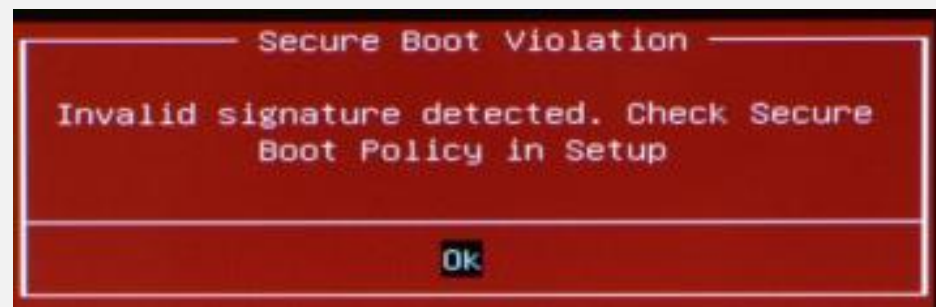 Secure Boot Violation
Invalid signature detected. Check Secure
Boot Policy in Setup
Ok